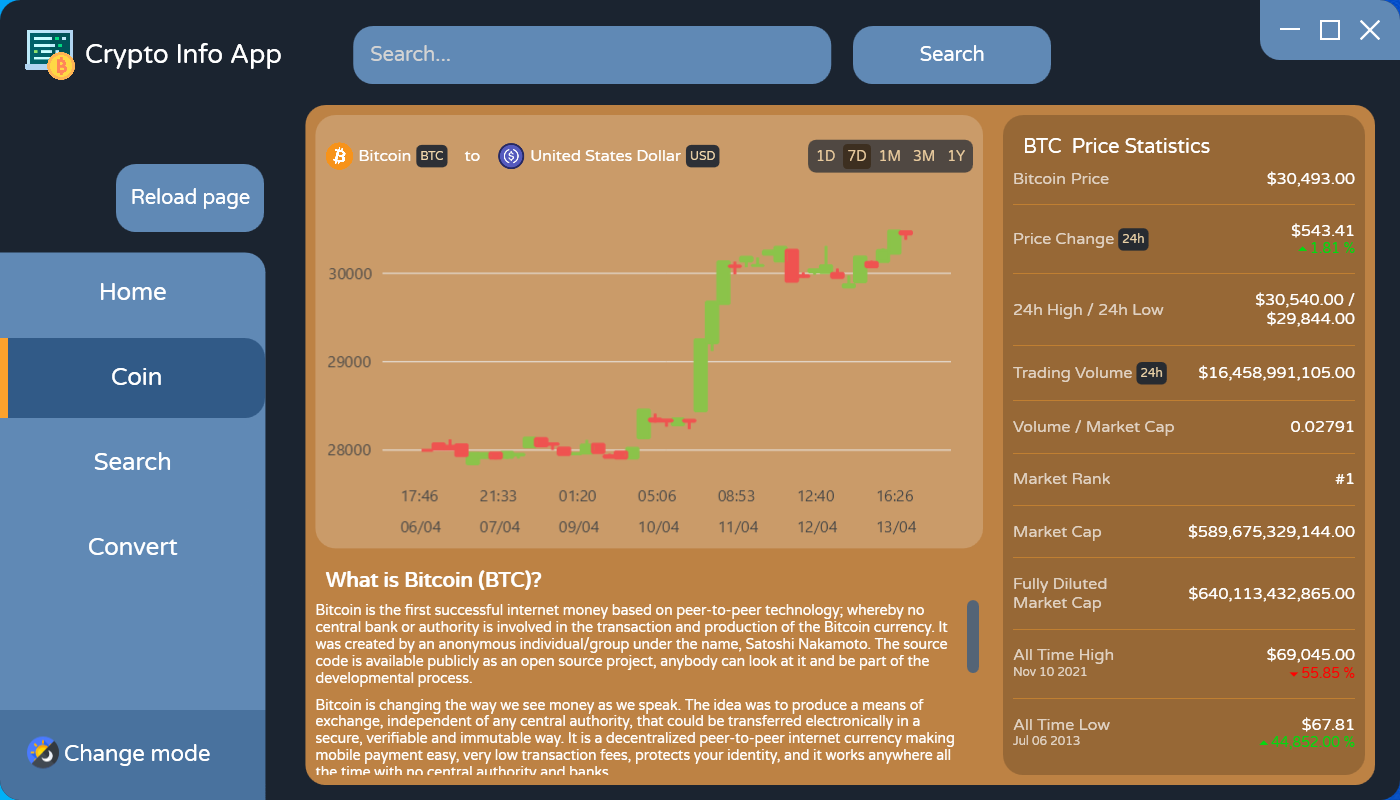 Crypto Info App
Search...
Search
Reload page
Home
Coin
Search
Convert
Change mode
Bitcoin BTC to United States Dollar USD
1D 7D 1M 3M 1Y
30000
29000
28000
17:46 21:33 01:20 05:06 08:53 12:40 16:26
06/04 07/04 09/04 10/04 11/04 12/04 13/04
What is Bitcoin (BTC)?
Bitcoin is the first successful internet money based on peer-to-peer technology; whereby no
central bank or authority is involved in the transaction and production of the Bitcoin currency. It
was created by an anonymous individual/group under the name, Satoshi Nakamoto. The source
code is available publicly as an open source project, anybody can look at it and be part of the
developmental process.
Bitcoin is changing the way we see money as we speak. The idea was to produce a means of
exchange, independent of any central authority, that could be transferred electronically in a
secure, verifiable and immutable way. It is a decentralized peer-to-peer internet currency making
mobile payment easy, very low transaction fees, protects your identity, and it works anywhere all
the time with no central authority and banks.
BTC Price Statistics
Bitcoin Price $30,493.00
Price Change 24h $543.41
1.81 %
24h High / 24h Low $30,540.00 /
$29,844.00
Trading Volume 24h $16,458,991,105.00
Volume / Market Cap 0.02791
Market Rank #1
Market Cap $589,675,329,144.00
Fully Diluted
Market Cap $640,113,432,865.00
All Time High $69,045.00
Nov 10 2021 55.85 %
All Time Low $67.81
Jul 06 2013 44,852.00 %